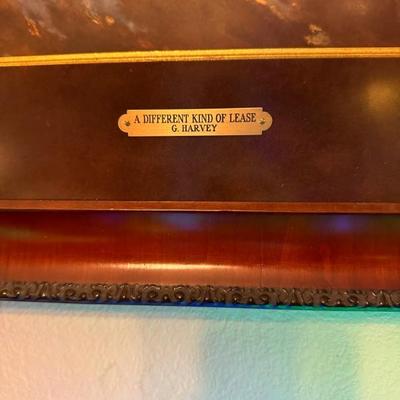 A DIFFERENT KIND OF LEASE
G. HARVEY